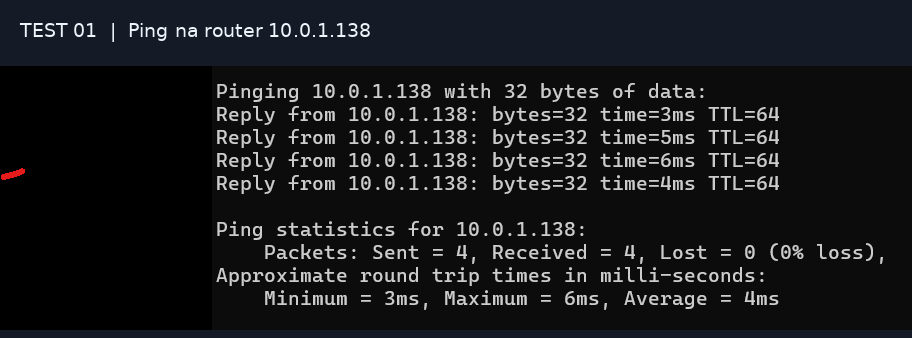 TEST 01 | Ping na router 10.0.1.138
Pinging 10.0.1.138 with 32 bytes of data:
Reply from 10.0.1.138: bytes=32 time=3ms TTL=64
Reply from 10.0.1.138: bytes=32 time=5ms TTL=64
Reply from 10.0.1.138: bytes=32 time=6ms TTL=64
Reply from 10.0.1.138: bytes=32 time=4ms TTL=64
Ping statistics for 10.0.1.138:
Packets: Sent = 4, Received = 4, Lost = 0 (0% loss),
Approximate round trip times in milli-seconds:
Minimum = 3ms, Maximum = 6ms, Average = 4ms